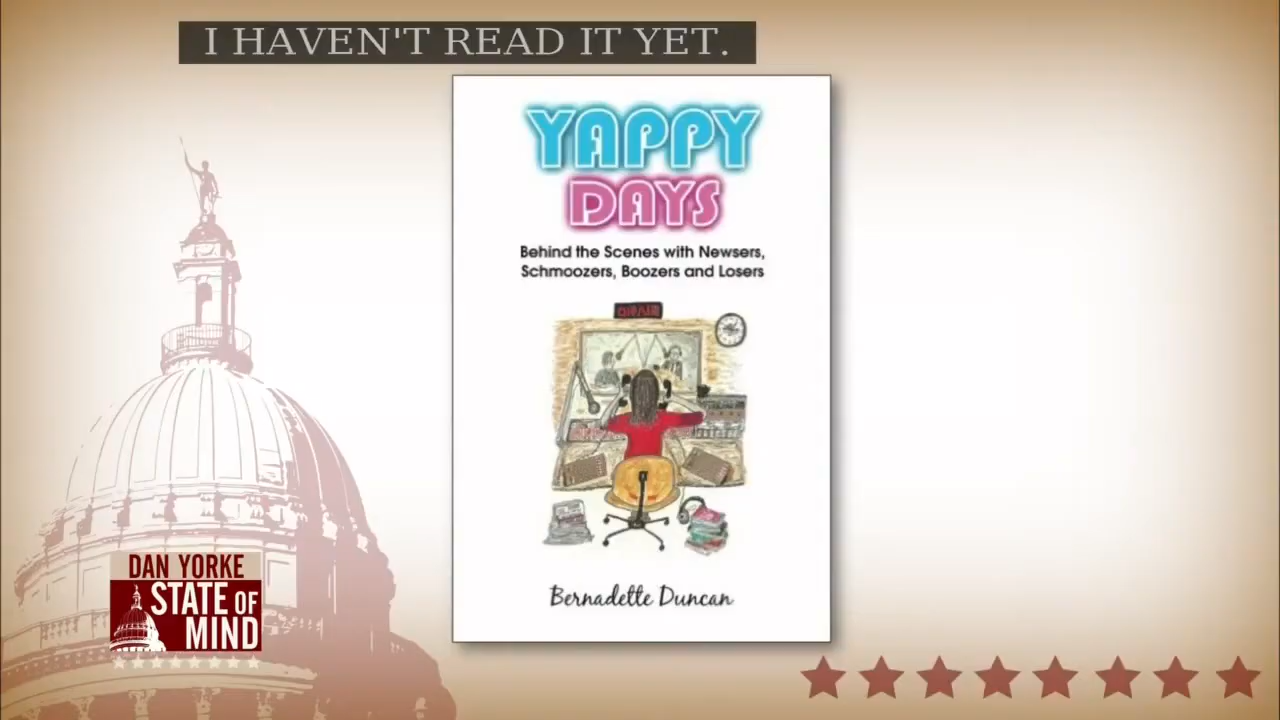 I HAVEN'T READ IT YET.
YAPPY
DAYS
Behind the Scenes with Newsers,
Schmoozers, Boozers and Losers
ON AIR
Bernadette Duncan
DAN YORKE
STATE OF
MIND